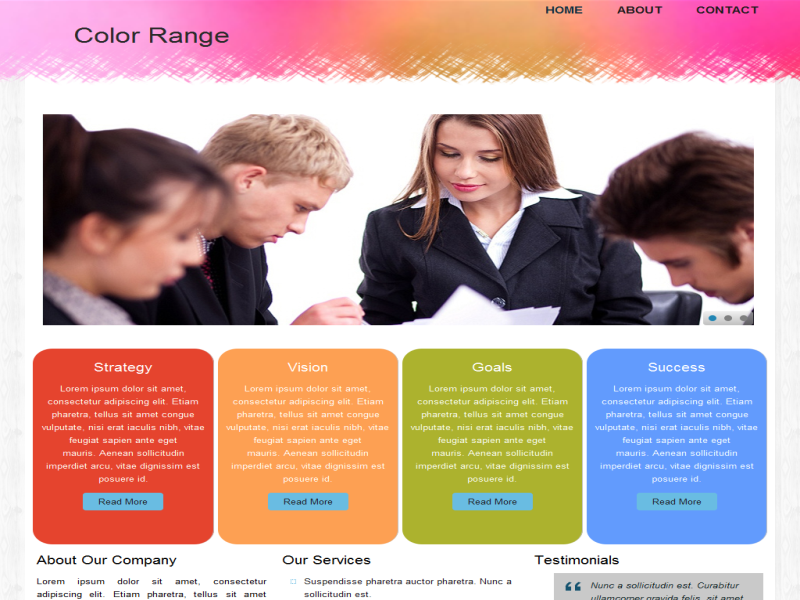 HOME ABOUT CONTACT
Color Range
Strategy
Lorem ipsum dolor sit amet,
consectetur adipiscing elit. Etiam
pharetra, tellus sit amet congue
vulputate, nisi erat iaculis nibh, vitae
feugiat sapien ante eget
mauris. Aenean sollicitudin
imperdiet arcu, vitae dignissim est
posuere id.
Read More
Vision
Lorem ipsum dolor sit amet,
consectetur adipiscing elit. Etiam
pharetra, tellus sit amet congue
vulputate, nisi erat iaculis nibh, vitae
feugiat sapien ante eget
mauris. Aenean sollicitudin
imperdiet arcu, vitae dignissim est
posuere id.
Read More
Goals
Lorem ipsum dolor sit amet,
consectetur adipiscing elit. Etiam
pharetra, tellus sit amet congue
vulputate, nisi erat iaculis nibh, vitae
feugiat sapien ante eget
mauris. Aenean sollicitudin
imperdiet arcu, vitae dignissim est
posuere id.
Read More
Success
Lorem ipsum dolor sit amet,
consectetur adipiscing elit. Etiam
pharetra, tellus sit amet congue
vulputate, nisi erat iaculis nibh, vitae
feugiat sapien ante eget
mauris. Aenean sollicitudin
imperdiet arcu, vitae dignissim est
posuere id.
Read More
About Our Company
Lorem ipsum dolor sit amet, consectetur
adipiscing elit. Etiam pharetra, tellus sit amet
Our Services
Suspendisse pharetra auctor pharetra. Nunc a
sollicitudin est.
Testimonials
Nunc a sollicitudin est. Curabitur
ullamcorper gravida felis, sit amet